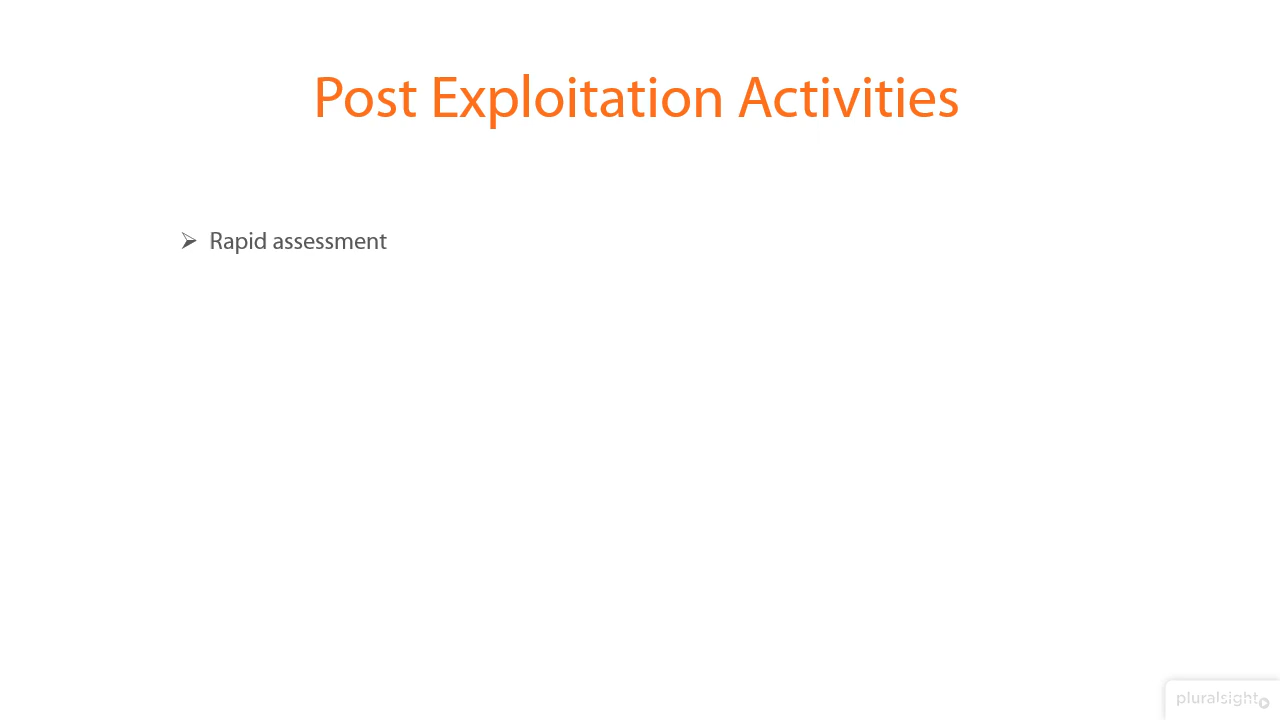 Post Exploitation Activities
➢ Rapid assessment
pluralsight